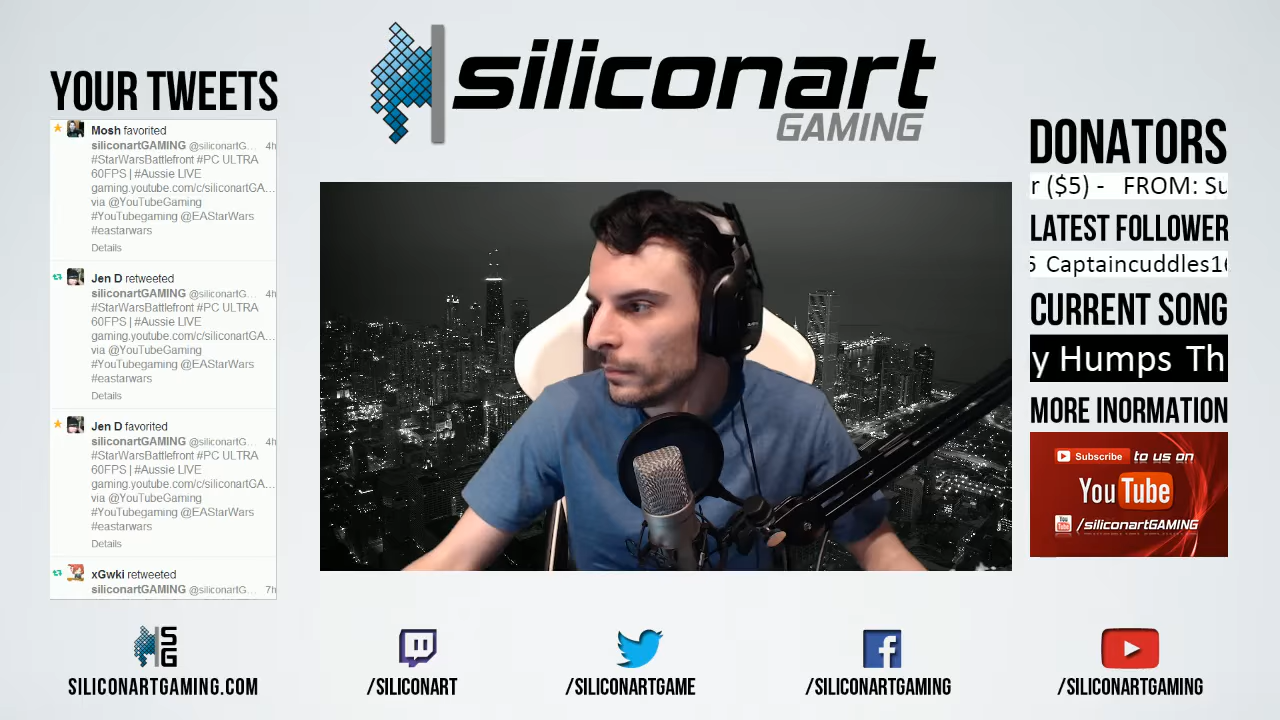 siliconart
GAMING
YOUR TWEETS
Mosh favorited
siliconartGAMING @siliconartG... 4h
#StarWarsBattlefront #PC ULTRA
60FPS | #Aussie LIVE
gaming.youtube.com/c/siliconartGA...
via @YouTubeGaming
#YouTubegaming @EAStarWars
#eastarwars
Details
Jen D retweeted
siliconartGAMING @siliconartG... 4h
#StarWarsBattlefront #PC ULTRA
60FPS | #Aussie LIVE
gaming.youtube.com/c/siliconartGA...
via @YouTubeGaming
#YouTubegaming @EAStarWars
#eastarwars
Details
Jen D favorited
siliconartGAMING @siliconartG... 4h
#StarWarsBattlefront #PC ULTRA
60FPS | #Aussie LIVE
gaming.youtube.com/c/siliconartGA...
via @YouTubeGaming
#YouTubegaming @EAStarWars
#eastarwars
Details
xGwki retweeted
siliconartGAMING @siliconartG... 7h
DONATORS
r ($5) - FROM: Su
LATEST FOLLOWER
5 Captaincuddles16
CURRENT SONG
y Humps Th
MORE INORMATION
Subscribe to us on
YouTube
You Tube /siliconartGAMING
SG
SILICONARTGAMING.COM
/SILICONART
/SILICONARTGAME
/SILICONARTGAMING
/SILICONARTGAMING